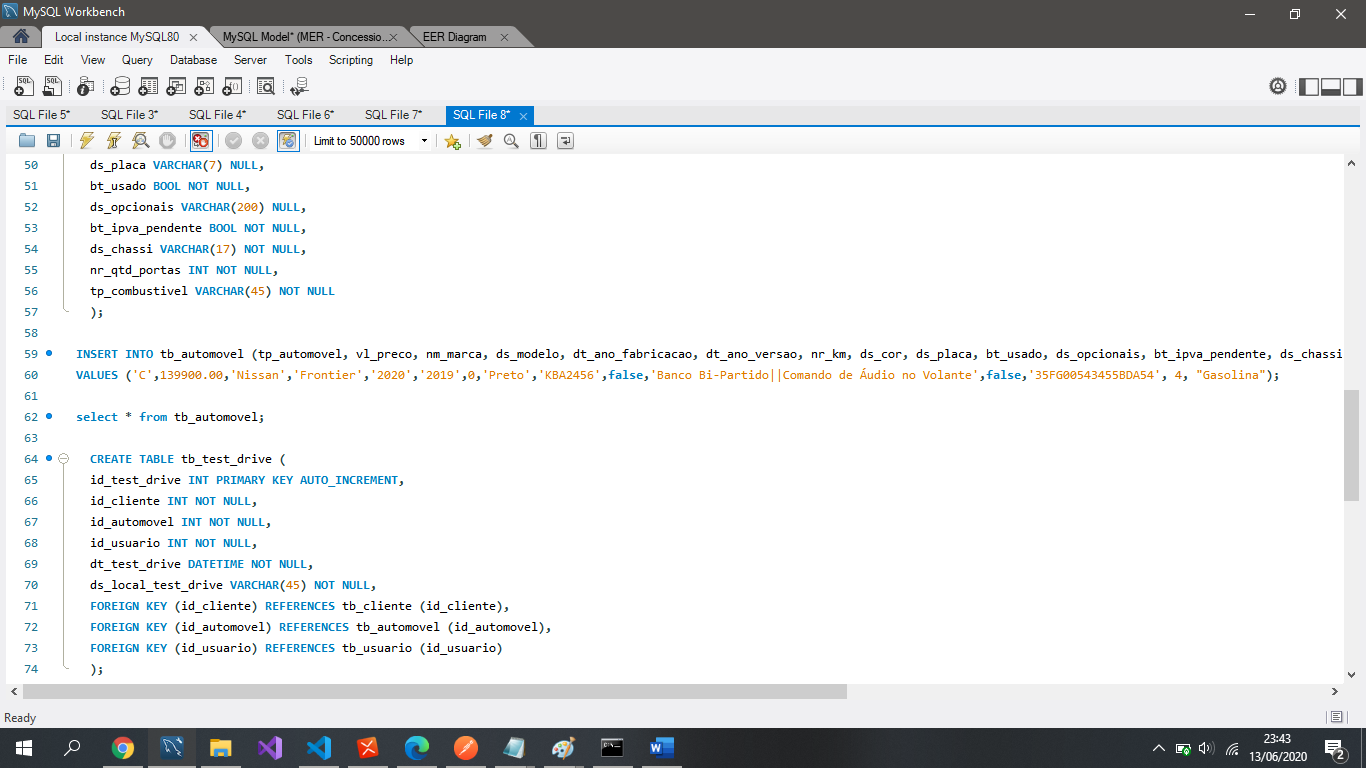 MySQL Workbench
Local instance MySQL80
MySQL Model* (MER - Concessio...
EER Diagram
File Edit View Query Database Server Tools Scripting Help
SQL File 5* SQL File 3* SQL File 4* SQL File 6* SQL File 7* SQL File 8*
Limit to 50000 rows
50 ds_placa VARCHAR(7) NULL,
51 bt_usado BOOL NOT NULL,
52 ds_opcionais VARCHAR(200) NULL,
53 bt_ipva_pendente BOOL NOT NULL,
54 ds_chassi VARCHAR(17) NOT NULL,
55 nr_qtd_portas INT NOT NULL,
56 tp_combustivel VARCHAR(45) NOT NULL
57 );
58
59 INSERT INTO tb_automovel (tp_automovel, vl_preco, nm_marca, ds_modelo, dt_ano_fabricacao, dt_ano_versao, nr_km, ds_cor, ds_placa, bt_usado, ds_opcionais, bt_ipva_pendente, ds_chassi
60 VALUES ('C',139900.00,'Nissan','Frontier','2020','2019',0,'Preto','KBA2456',false,'Banco Bi-Partido||Comando de Áudio no Volante',false,'35FG00543455BDA54', 4, "Gasolina");
61
62 select * from tb_automovel;
63
64 CREATE TABLE tb_test_drive (
65 id_test_drive INT PRIMARY KEY AUTO_INCREMENT,
66 id_cliente INT NOT NULL,
67 id_automovel INT NOT NULL,
68 id_usuario INT NOT NULL,
69 dt_test_drive DATETIME NOT NULL,
70 ds_local_test_drive VARCHAR(45) NOT NULL,
71 FOREIGN KEY (id_cliente) REFERENCES tb_cliente (id_cliente),
72 FOREIGN KEY (id_automovel) REFERENCES tb_automovel (id_automovel),
73 FOREIGN KEY (id_usuario) REFERENCES tb_usuario (id_usuario)
74 );
Ready
23:43
13/06/2020
2